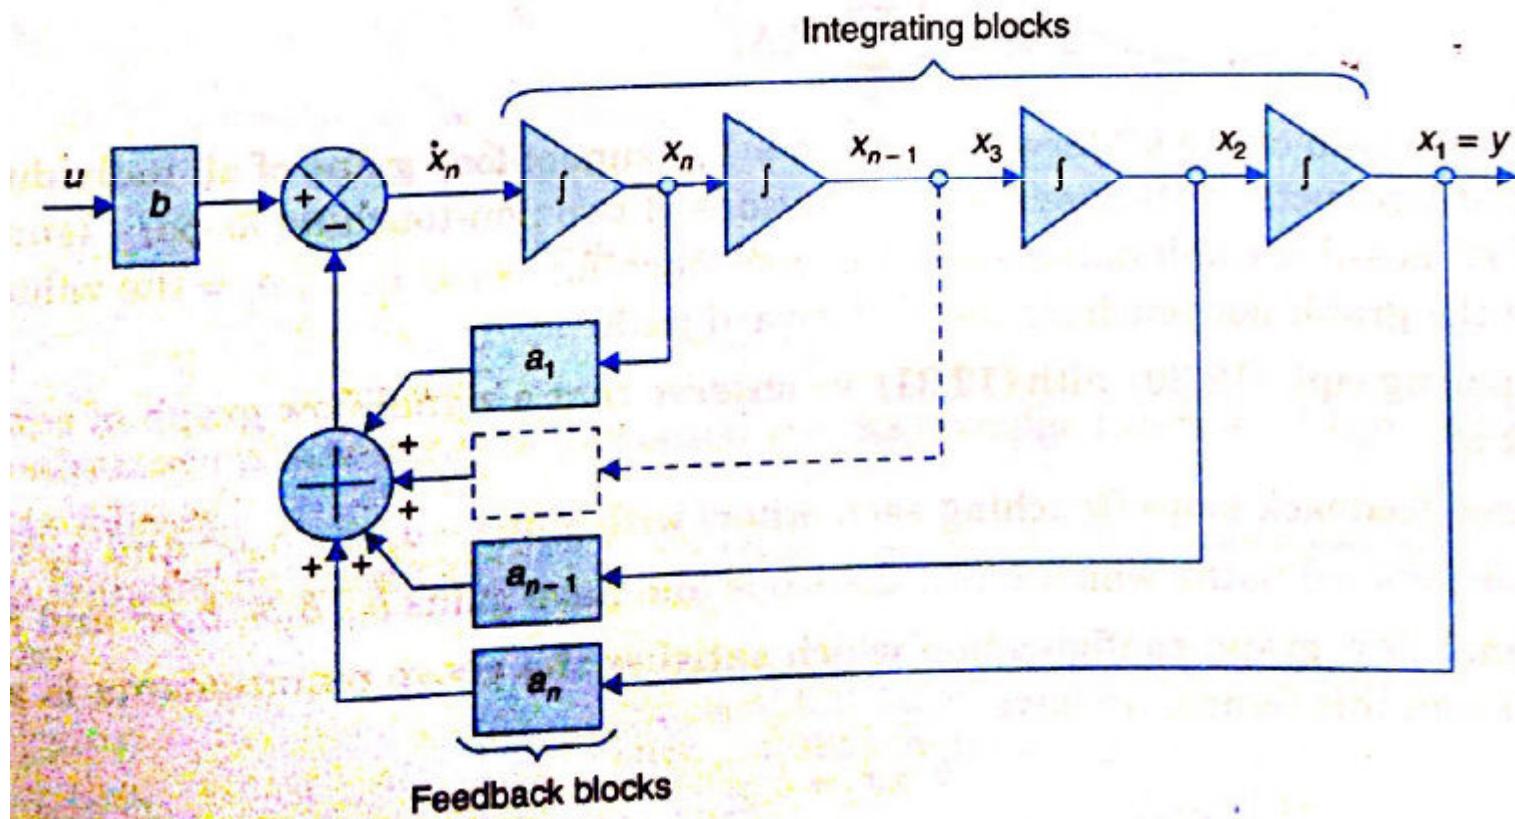 Integrating blocks
u
b
+
−
ẋₙ
∫
xₙ
∫
xₙ₋₁
x₃
∫
x₂
∫
x₁ = y
a₁
+
+
aₙ₋₁
+ +
aₙ
Feedback blocks